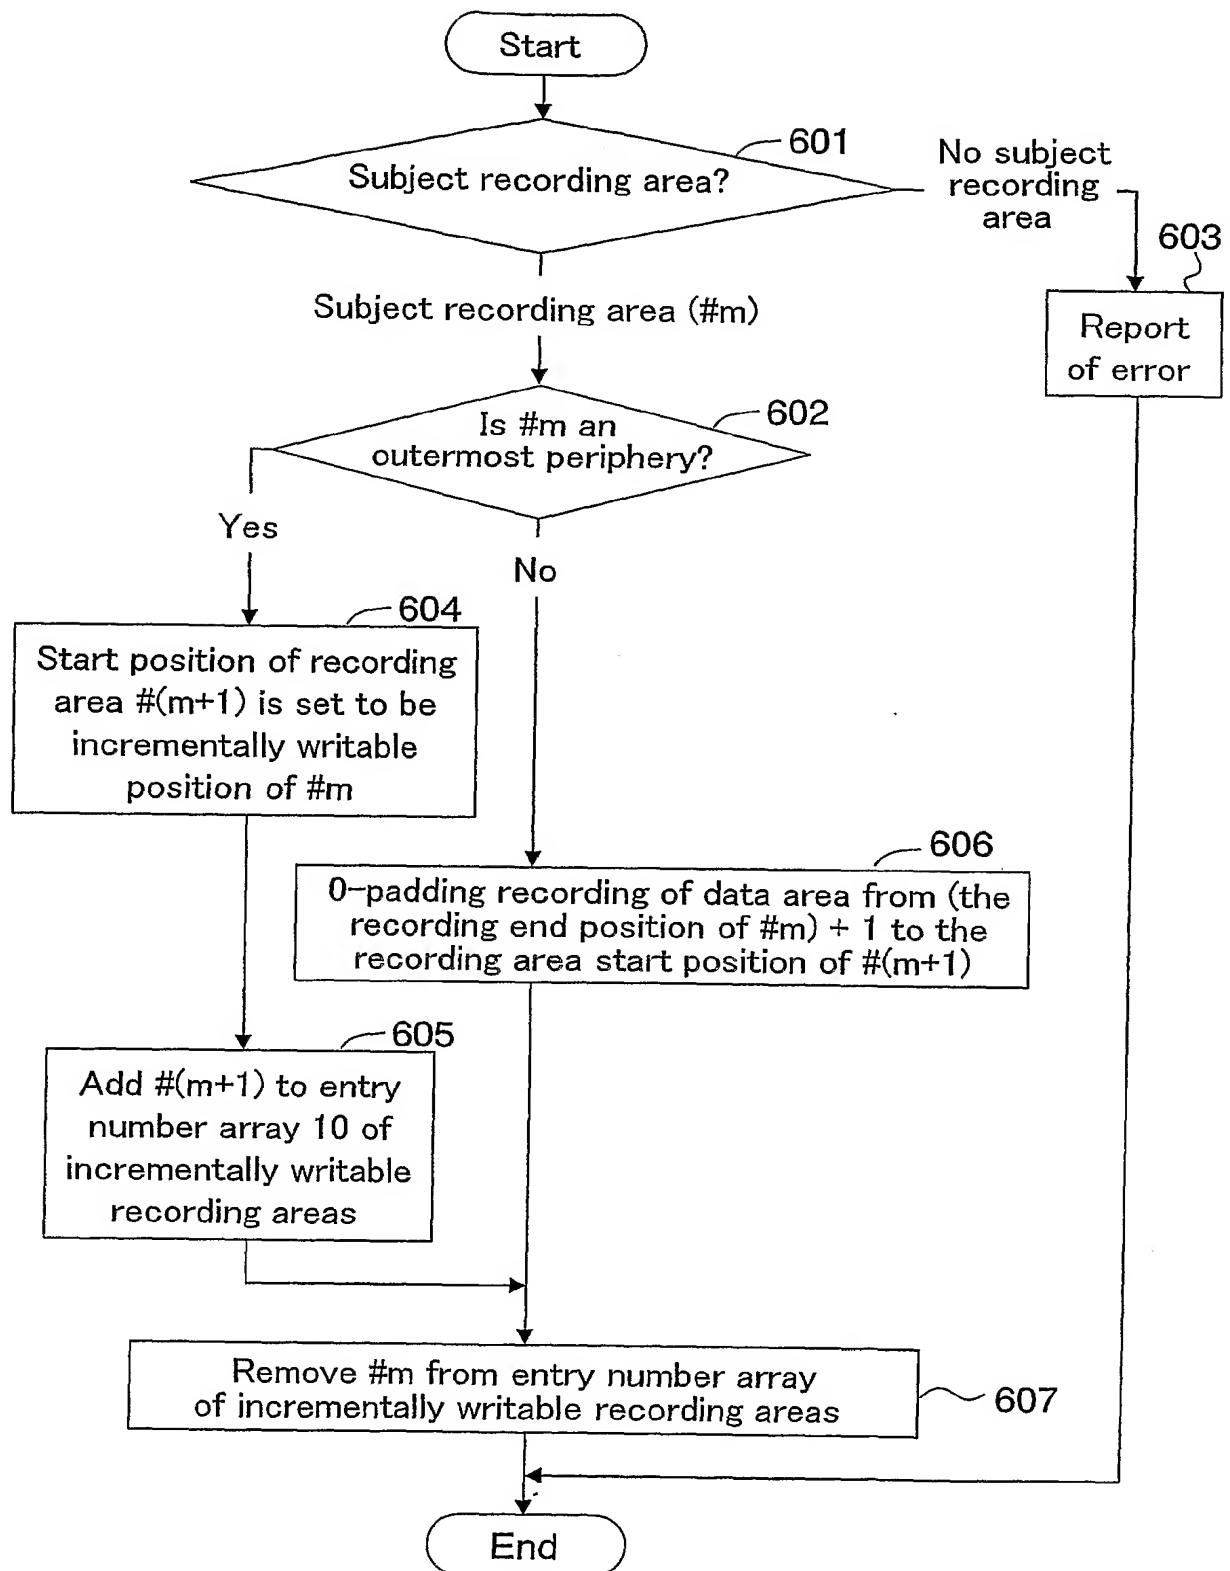 Start
601
Subject recording area?
No subject
recording
area
603
Report
of error
Subject recording area (#m)
602
Is #m an
outermost periphery?
Yes
No
604
Start position of recording
area #(m+1) is set to be
incrementally writable
position of #m
606
0-padding recording of data area from (the
recording end position of #m) + 1 to the
recording area start position of #(m+1)
605
Add #(m+1) to entry
number array 10 of
incrementally writable
recording areas
Remove #m from entry number array
of incrementally writable recording areas
607
End